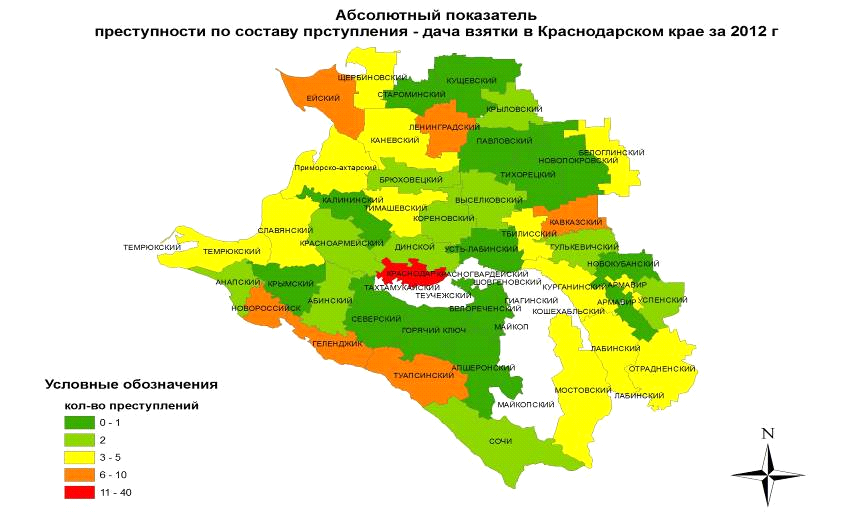 Абсолютный показатель
преступности по составу прступления - дача взятки в Краснодарском крае за 2012 г
ЩЕРБИНОВСКИЙ
КУЩЕВСКИЙ
ЕЙСКИЙ
СТАРОМИНСКИЙ
КРЫЛОВСКИЙ
ЛЕНИНГРАДСКИЙ
КАНЕВСКИЙ
ПАВЛОВСКИЙ
БЕЛОГЛИНСКИЙ
НОВОПОКРОВСКИЙ
Приморско-ахтарский
ТИХОРЕЦКИЙ
БРЮХОВЕЦКИЙ
КАЛИНИНСКИЙ
ВЫСЕЛКОВСКИЙ
ТИМАШЕВСКИЙ
КОРЕНОВСКИЙ
КАВКАЗСКИЙ
СЛАВЯНСКИЙ
ТБИЛИССКИЙ
КРАСНОАРМЕЙСКИЙ
ДИНСКОЙ
УСТЬ-ЛАБИНСКИЙ
ГУЛЬКЕВИЧСКИЙ
ТЕМРЮКСКИЙ
ТЕМРЮКСКИЙ
НОВОКУБАНСКИЙ
КРАСНОДАР
КРАСНОГВАРДЕЙСКИЙ
ШОВГЕНОВСКИЙ
АНАПСКИЙ
КРЫМСКИЙ
ТАХТАМУКАЙСКИЙ
ТЕУЧЕЖСКИЙ
КУРГАНИНСКИЙ
АРМАВИР
АБИНСКИЙ
ГИАГИНСКИЙ
АРМАВИР
УСПЕНСКИЙ
НОВОРОССИЙСК
БЕЛОРЕЧЕНСКИЙ
КОШЕХАБЛЬСКИЙ
СЕВЕРСКИЙ
ГОРЯЧИЙ КЛЮЧ
МАЙКОП
ГЕЛЕНДЖИК
ЛАБИНСКИЙ
АПШЕРОНСКИЙ
ОТРАДНЕНСКИЙ
ТУАПСИНСКИЙ
МОСТОВСКИЙ
ЛАБИНСКИЙ
МАЙКОПСКИЙ
СОЧИ
Условные обозначения
кол-во преступлений
0 - 1
2
3 - 5
6 - 10
11 - 40
N